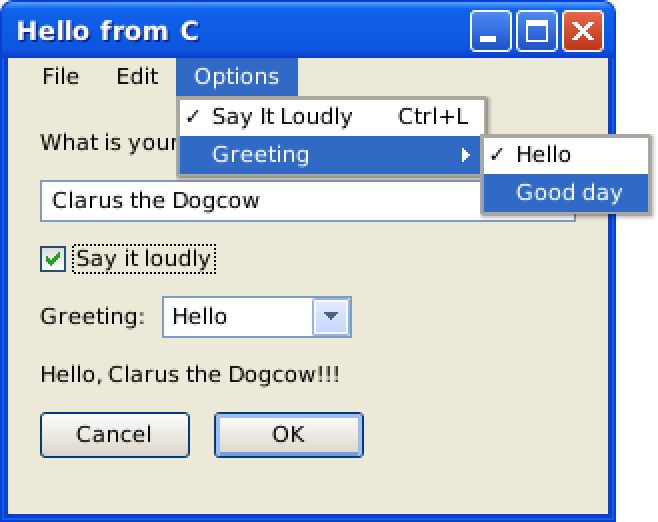 Hello from C
File Edit Options
✓ Say It Loudly Ctrl+L
What is your
Greeting
✓ Hello
Good day
Clarus the Dogcow
Say it loudly
Greeting: Hello
Hello, Clarus the Dogcow!!!
Cancel OK